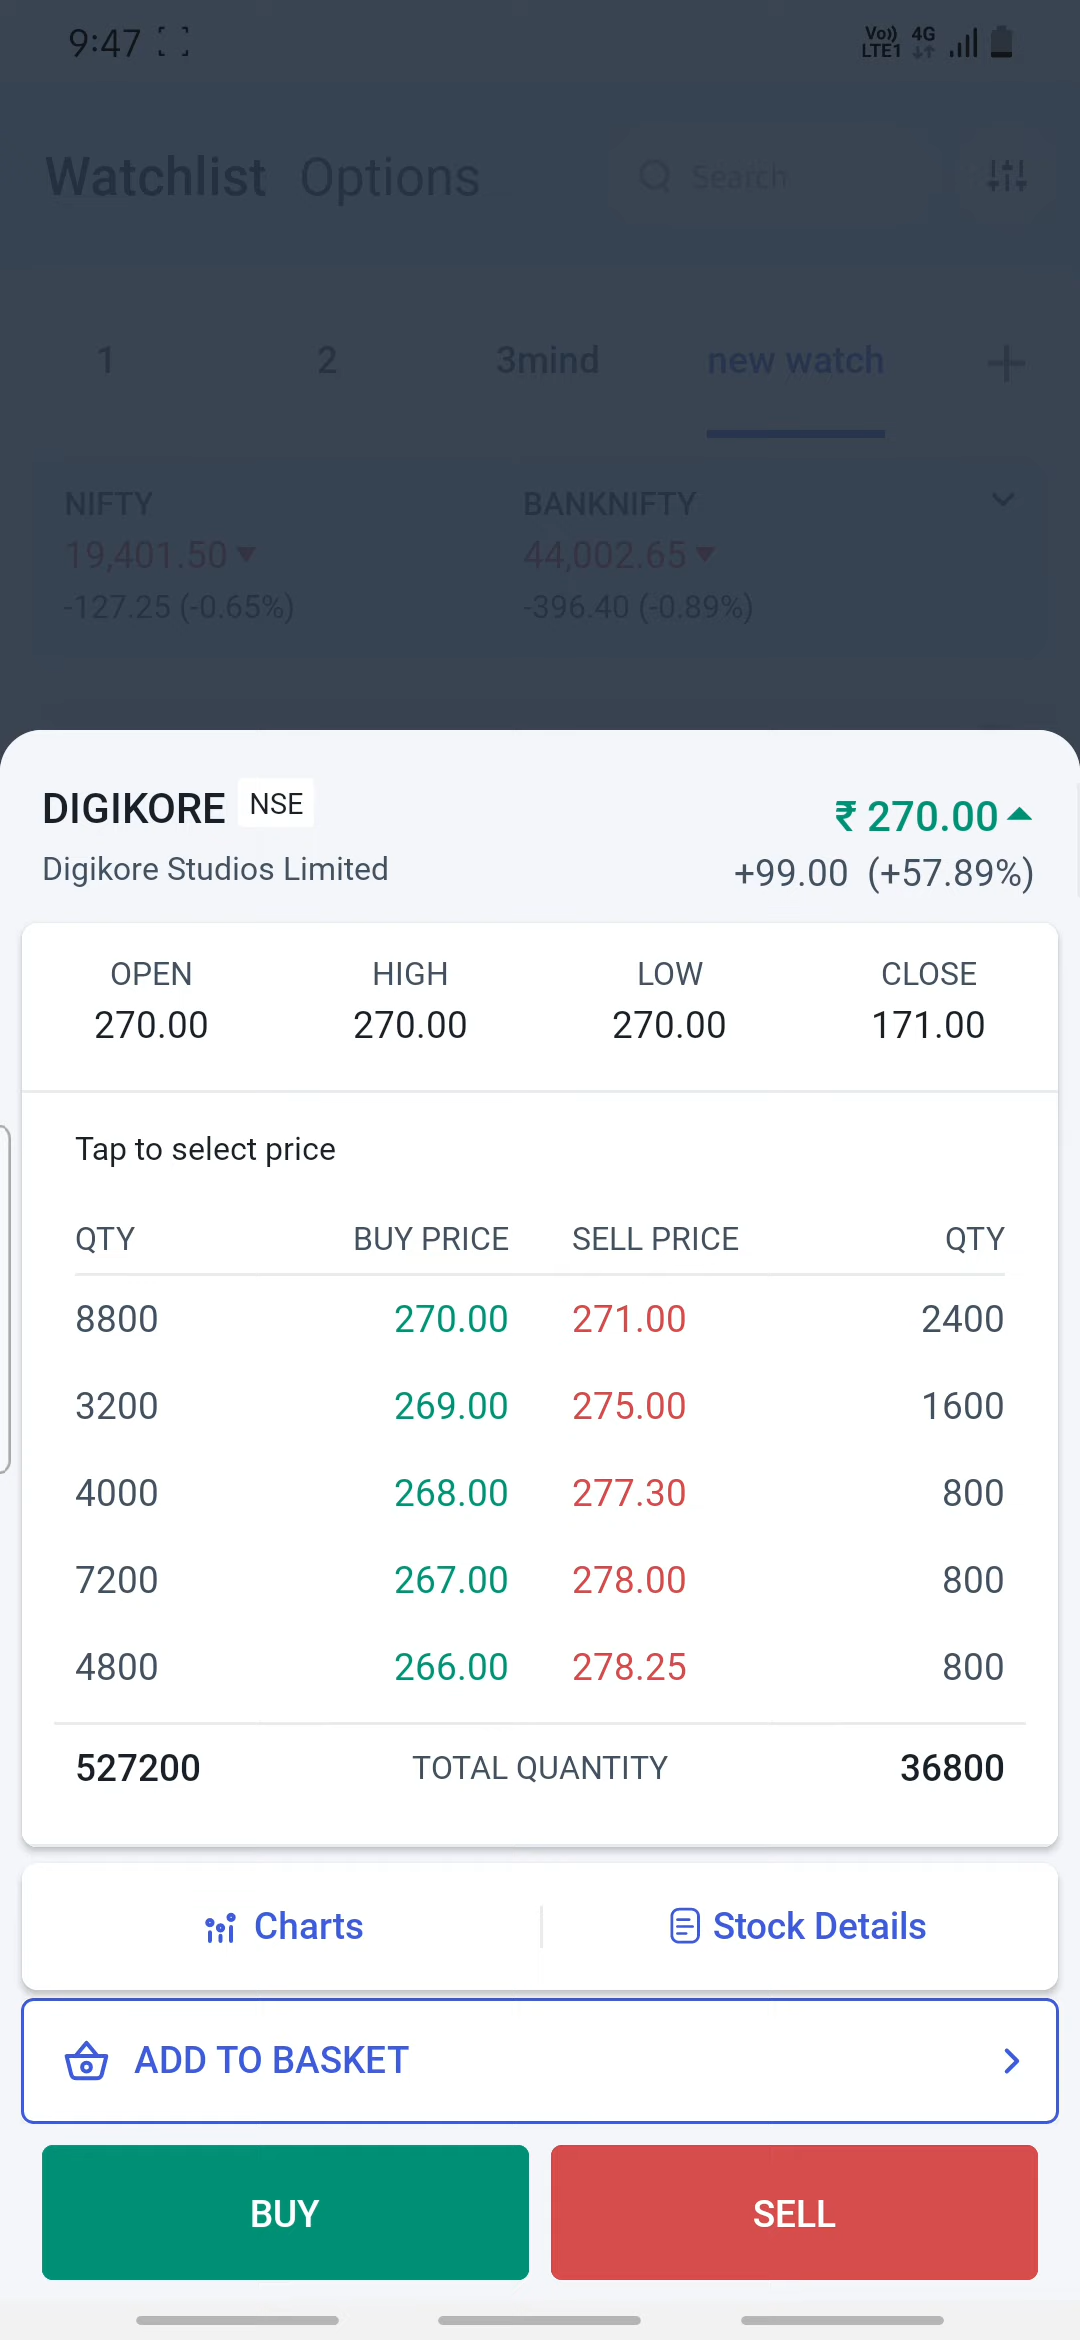 9:47
Vo)) LTE1 4G
Watchlist Options Search
1 2 3mind new watch +
NIFTY BANKNIFTY
19,401.50 44,002.65
-127.25 (-0.65%) -396.40 (-0.89%)
DIGIKORE NSE ₹ 270.00
Digikore Studios Limited +99.00 (+57.89%)
OPEN HIGH LOW CLOSE
270.00 270.00 270.00 171.00
Tap to select price
QTY BUY PRICE SELL PRICE QTY
8800 270.00 271.00 2400
3200 269.00 275.00 1600
4000 268.00 277.30 800
7200 267.00 278.00 800
4800 266.00 278.25 800
527200 TOTAL QUANTITY 36800
Charts Stock Details
ADD TO BASKET
BUY SELL